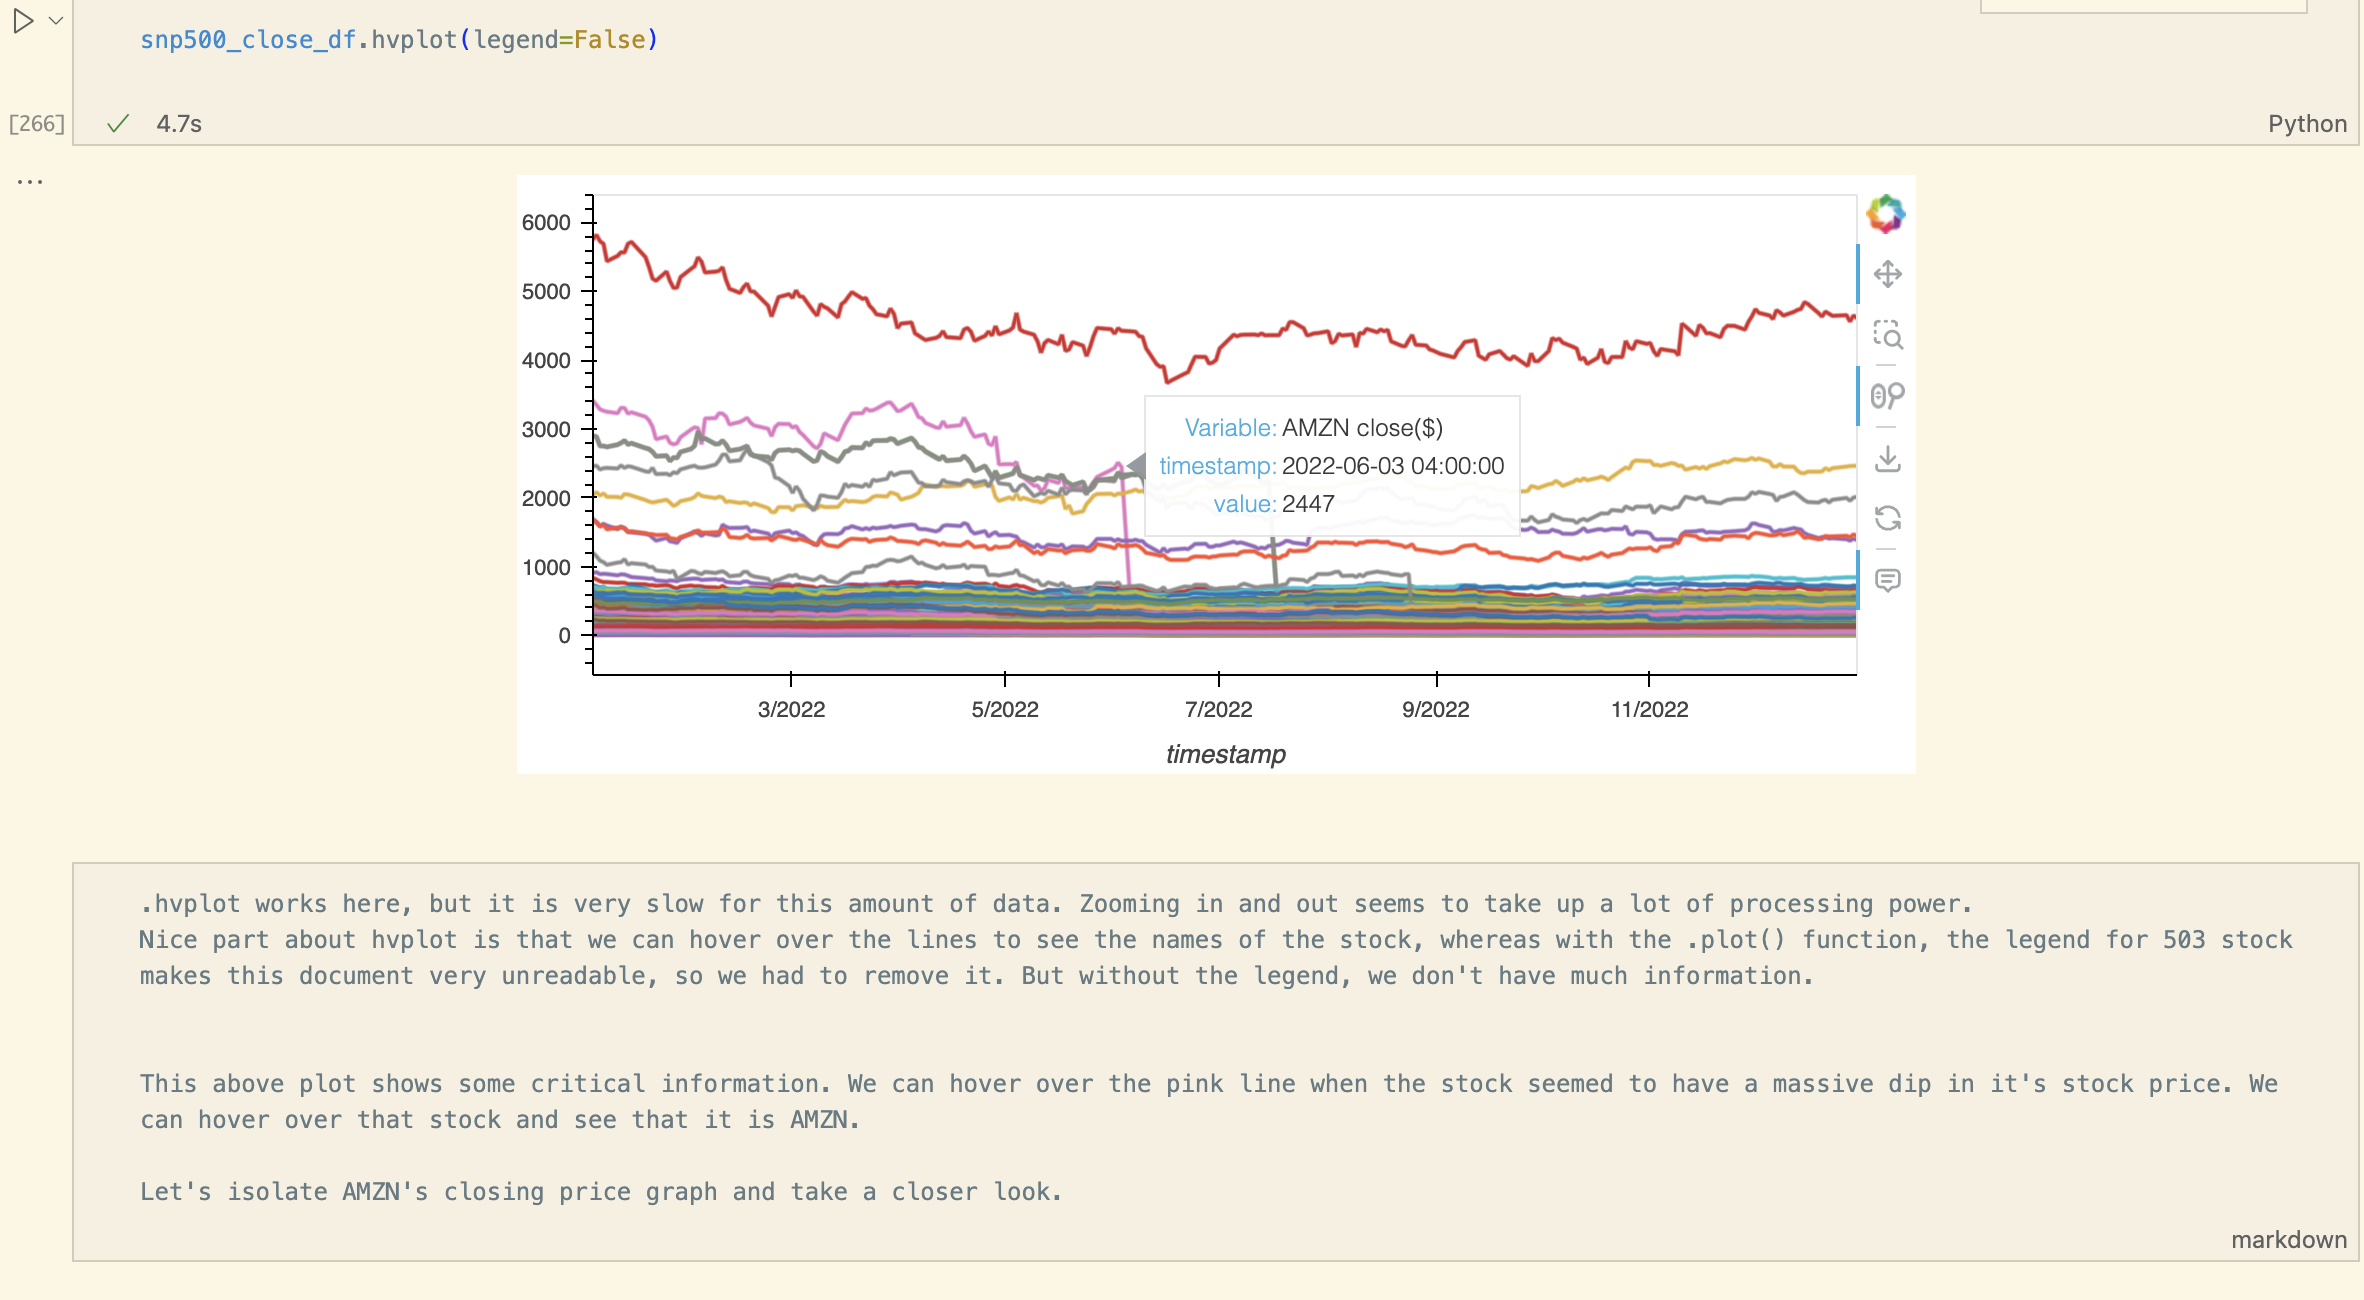 snp500_close_df.hvplot(legend=False)
[266]
4.7s
Python
...
6000
5000
4000
3000
2000
1000
0
Variable: AMZN close($)
timestamp: 2022-06-03 04:00:00
value: 2447
3/2022
5/2022
7/2022
9/2022
11/2022
timestamp
.hvplot works here, but it is very slow for this amount of data. Zooming in and out seems to take up a lot of processing power.
Nice part about hvplot is that we can hover over the lines to see the names of the stock, whereas with the .plot() function, the legend for 503 stock
makes this document very unreadable, so we had to remove it. But without the legend, we don't have much information.
This above plot shows some critical information. We can hover over the pink line when the stock seemed to have a massive dip in it's stock price. We
can hover over that stock and see that it is AMZN.
Let's isolate AMZN's closing price graph and take a closer look.
markdown